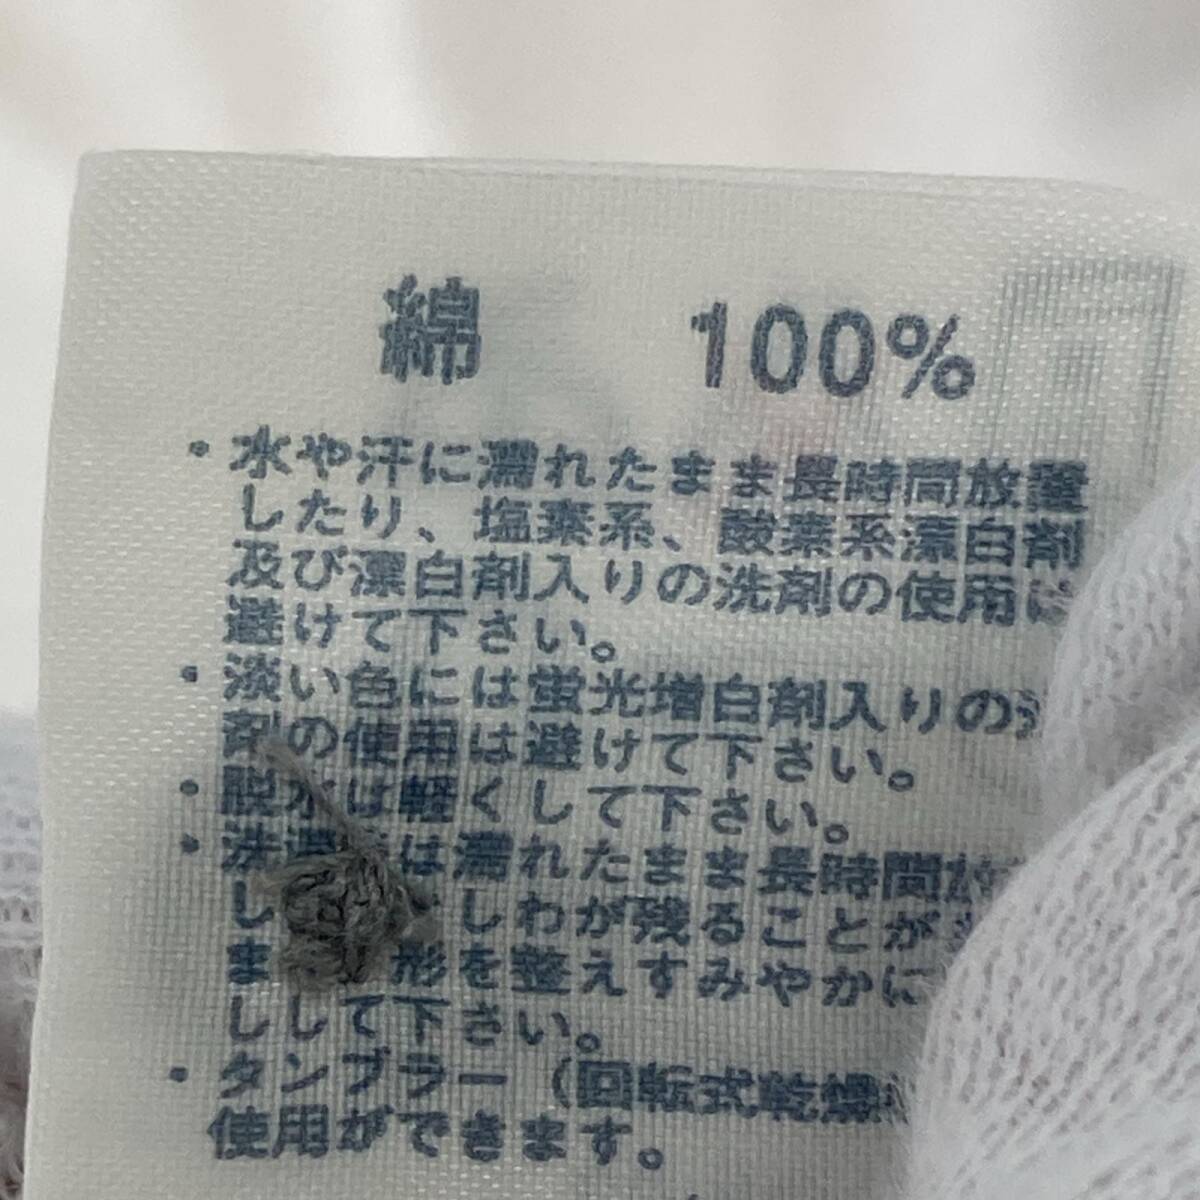 綿 100%
・水や汗に濡れたまま長時間放置
したり、塩素系、酸素系漂白剤
及び漂白剤入りの洗剤の使用は
避けて下さい。
・淡い色には蛍光増白剤入りの
剤の使用は避けて下さい。
・脱水は軽くして下さい。
・洗濯 は濡れたまま長時間放
し しわが残ることが
ま 形を整えすみやかに
しして下さい。
・タンブラー（回転式乾燥
使用ができます。